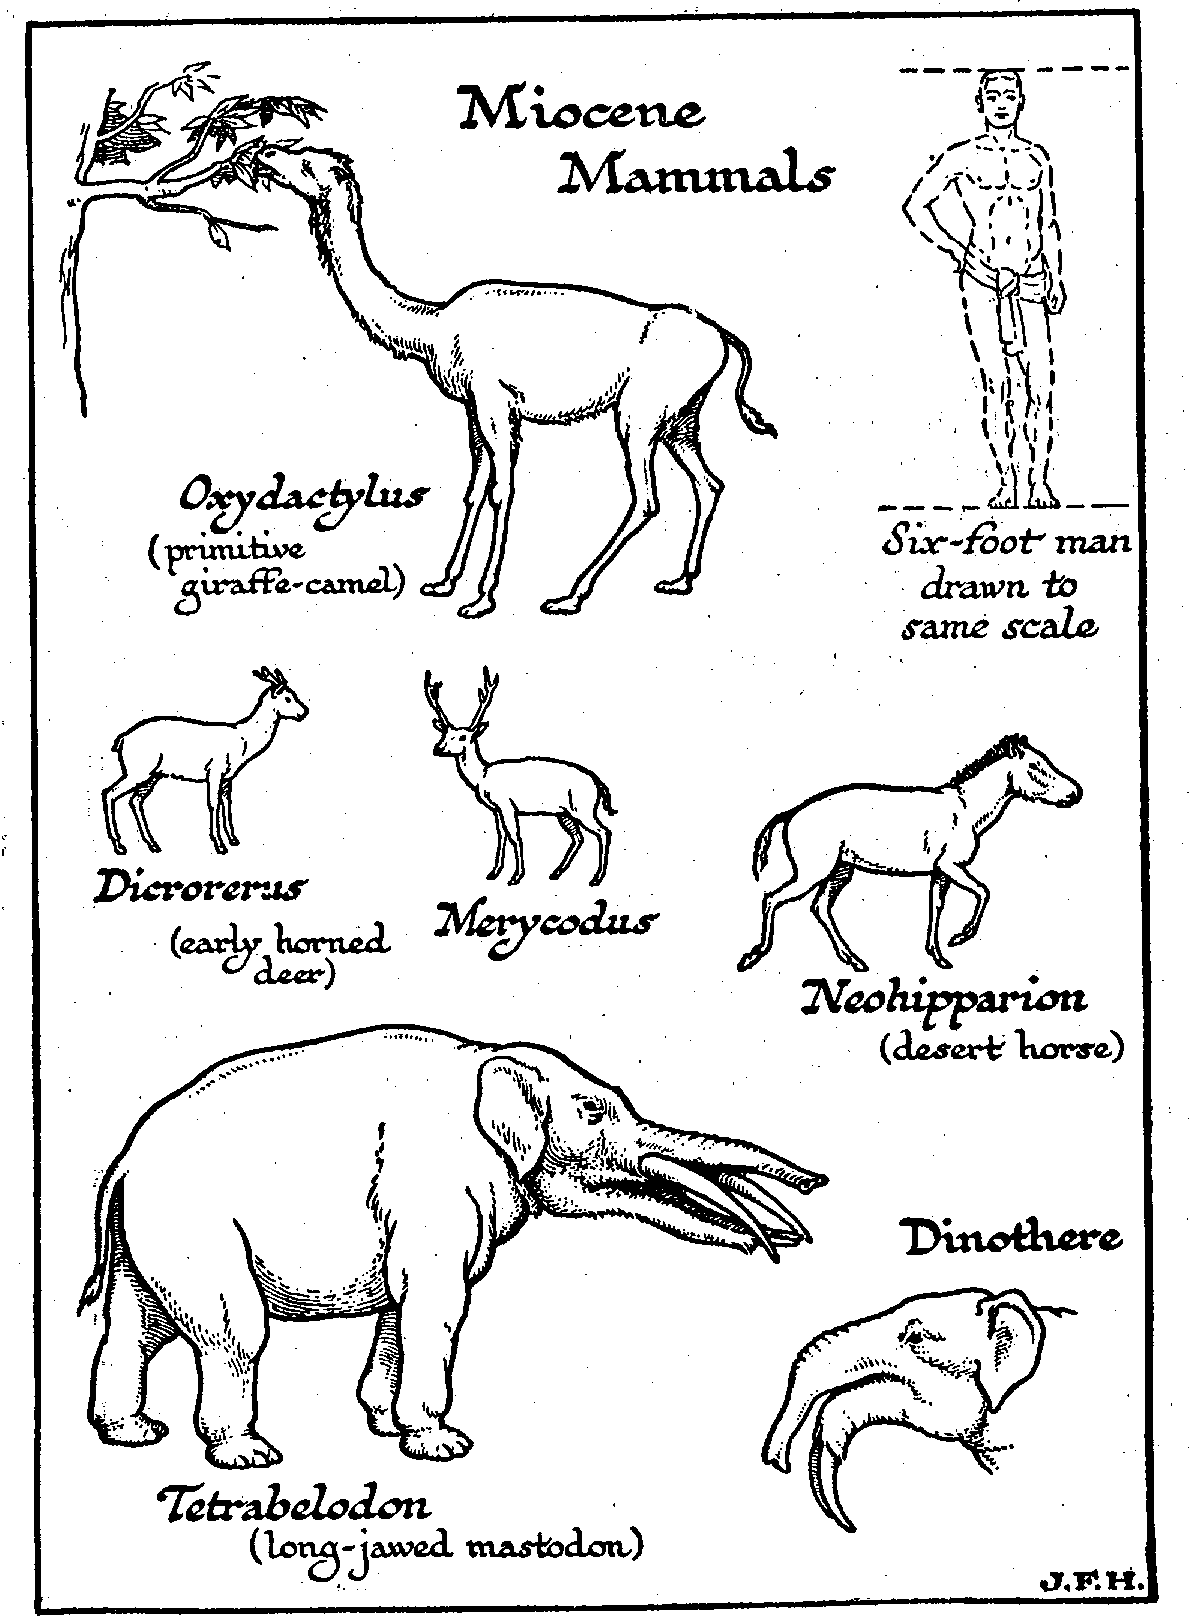 Miocene
Mammals
Oxydactylus
(primitive
giraffe-camel)
Six-foot man
drawn to
same scale
Dicrorerus
(early horned
deer)
Merycodus
Neohipparion
(desert horse)
Tetrabelodon
(long-jawed mastodon)
Dinothere
J.F.H.